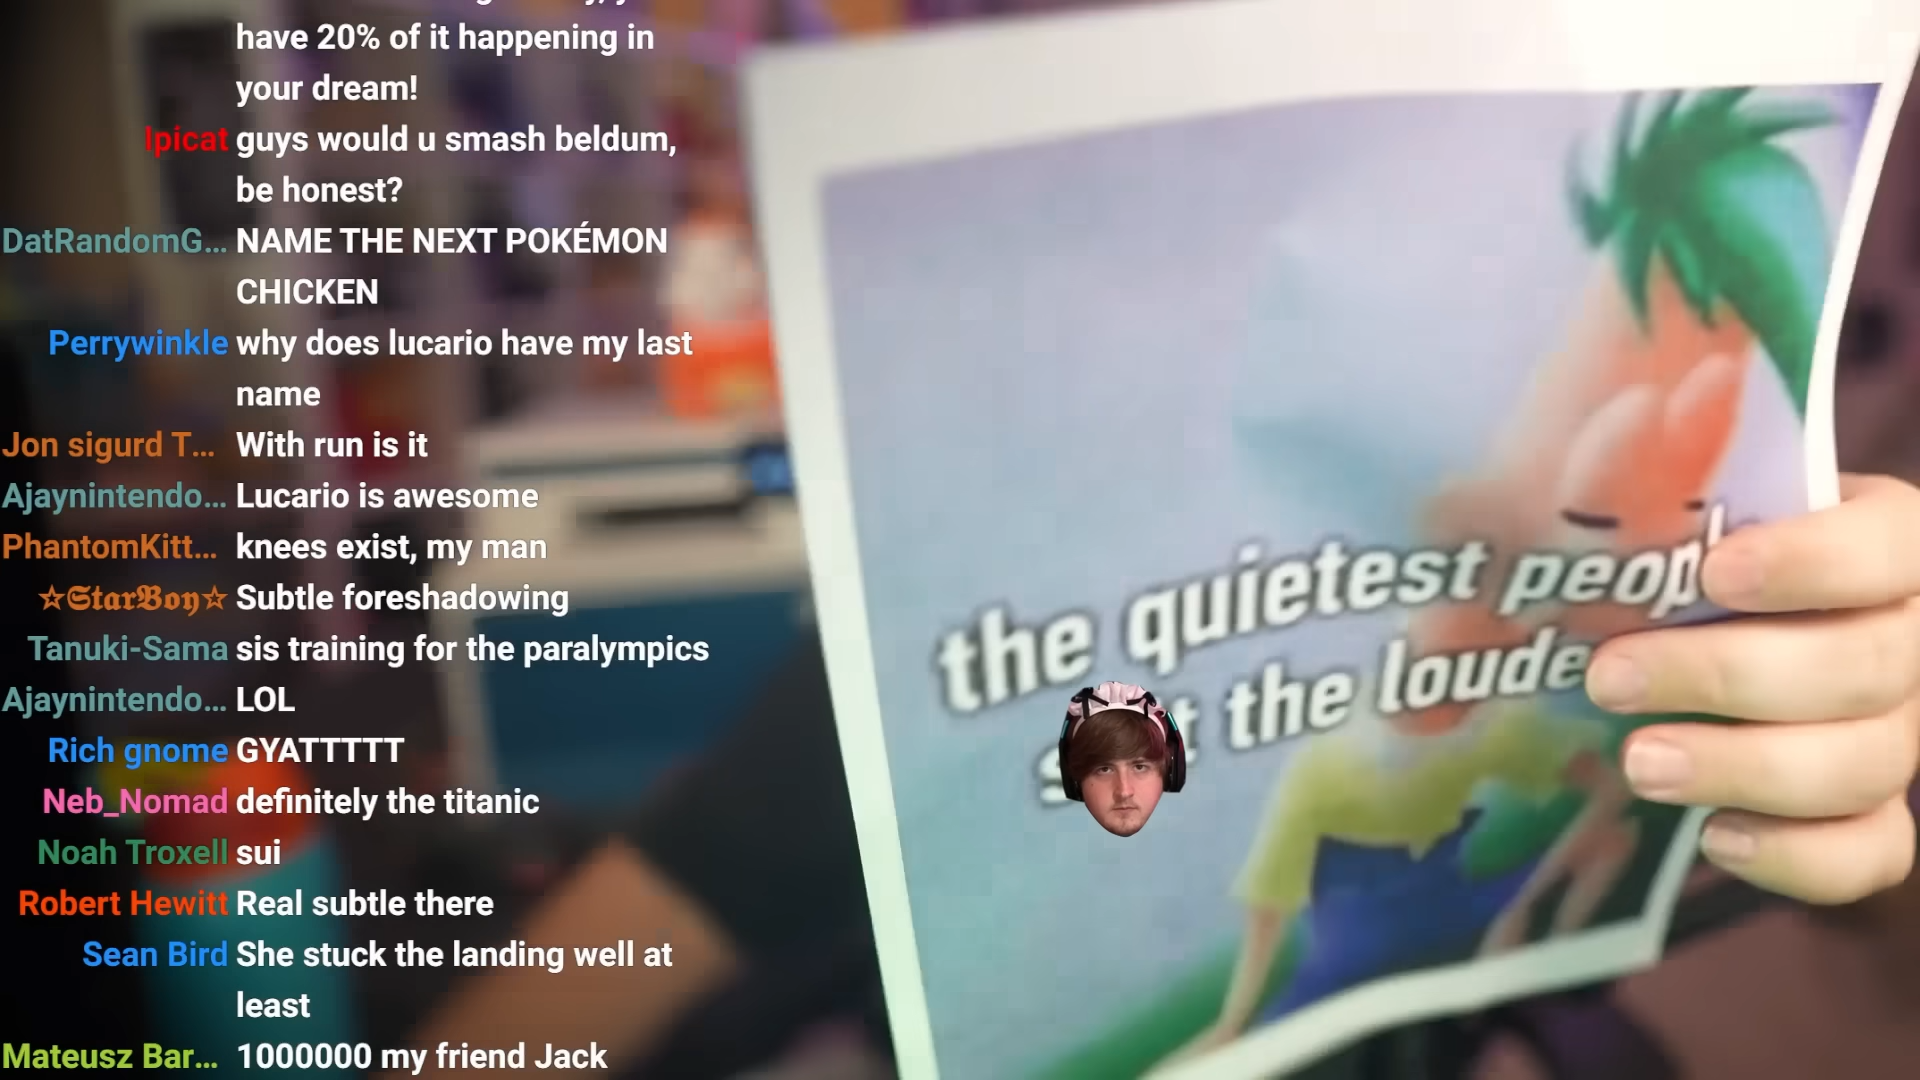 have 20% of it happening in
your dream!
Ipicat guys would u smash beldum,
be honest?
DatRandomG... NAME THE NEXT POKÉMON
CHICKEN
Perrywinkle why does lucario have my last
name
Jon sigurd T... With run is it
Ajaynintendo... Lucario is awesome
PhantomKitt... knees exist, my man
☆𝕾𝖙𝖆𝖗𝕭𝖔𝖞☆ Subtle foreshadowing
Tanuki-Sama sis training for the paralympics
Ajaynintendo... LOL
Rich gnome GYATTTTT
Neb_Nomad definitely the titanic
Noah Troxell sui
Robert Hewitt Real subtle there
Sean Bird She stuck the landing well at
least
Mateusz Bar... 1000000 my friend Jack
the quietest people
the loude